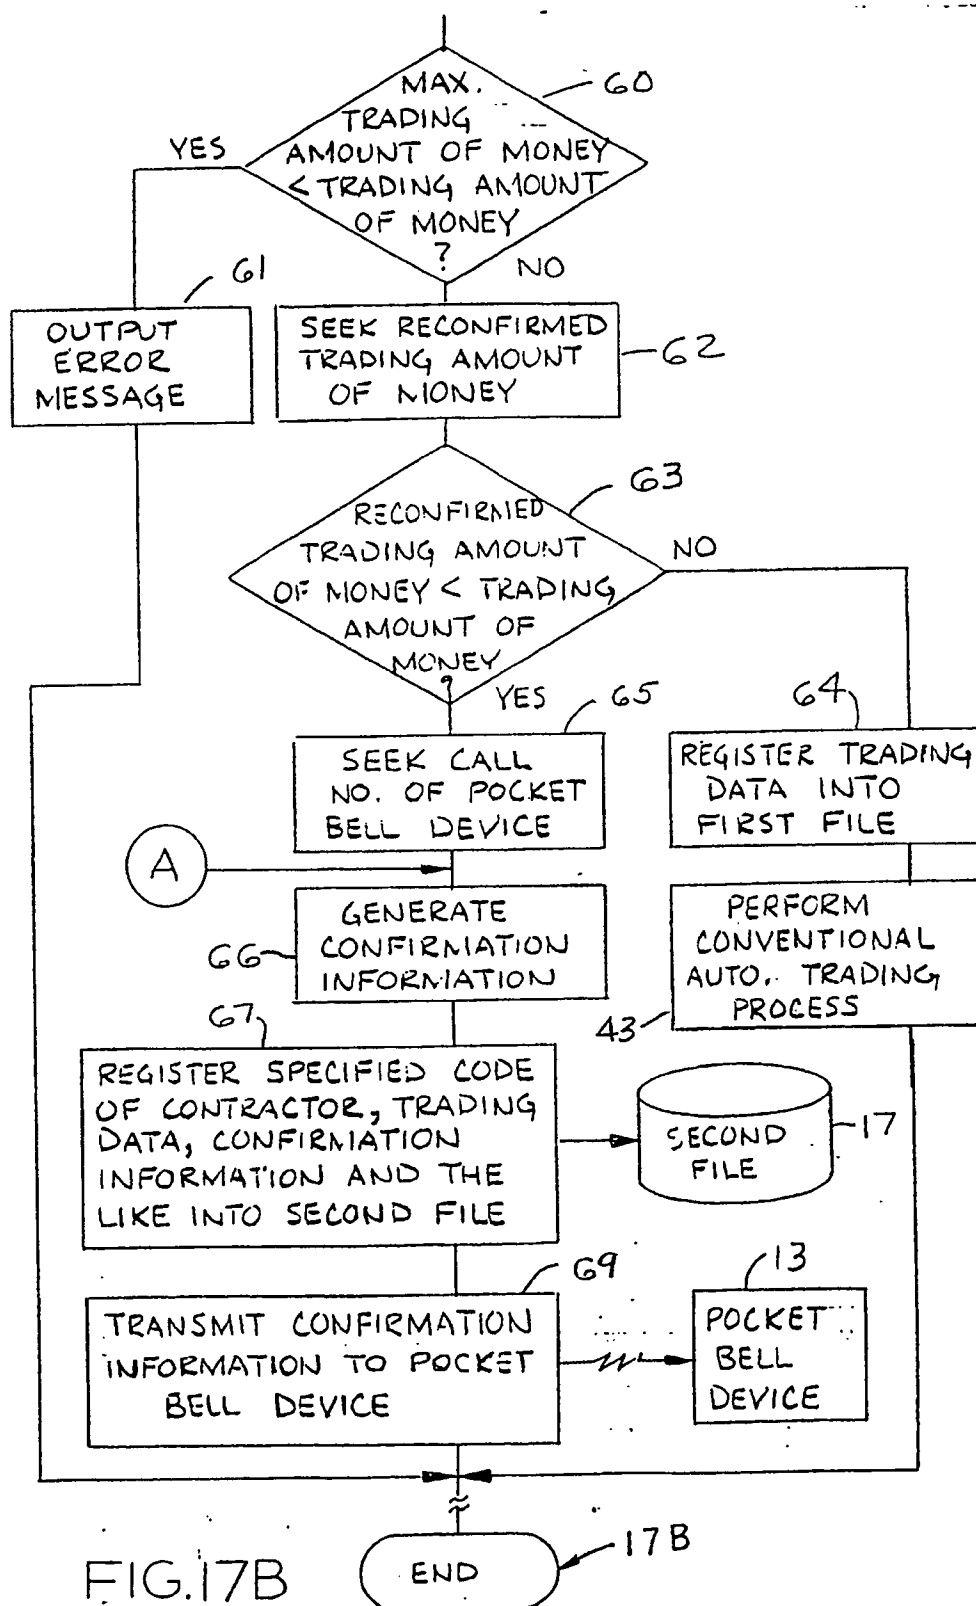 MAX.
TRADING
AMOUNT OF MONEY
< TRADING AMOUNT
OF MONEY
?
60
YES
NO
61
OUTPUT
ERROR
MESSAGE
SEEK RECONFIRMED
TRADING AMOUNT
OF MONEY
62
63
RECONFIRMED
TRADING AMOUNT
OF MONEY < TRADING
AMOUNT OF
MONEY
?
NO
YES
65
64
SEEK CALL
NO. OF POCKET
BELL DEVICE
REGISTER TRADING
DATA INTO
FIRST FILE
A
GENERATE
CONFIRMATION
INFORMATION
66
PERFORM
CONVENTIONAL
AUTO. TRADING
PROCESS
43
67
REGISTER SPECIFIED CODE
OF CONTRACTOR, TRADING
DATA, CONFIRMATION
INFORMATION AND THE
LIKE INTO SECOND FILE
SECOND
FILE
17
69
13
TRANSMIT CONFIRMATION
INFORMATION TO POCKET
BELL DEVICE
POCKET
BELL
DEVICE
END
17B
FIG.17B